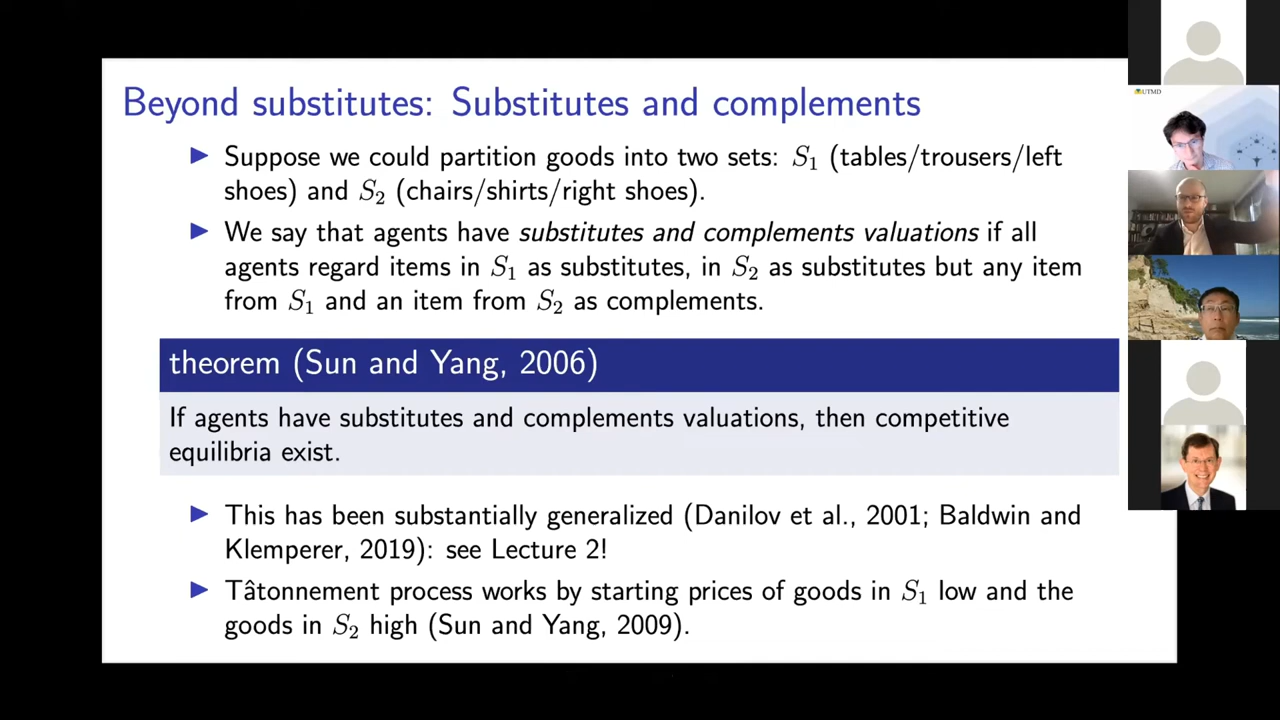 Beyond substitutes: Substitutes and complements
▶ Suppose we could partition goods into two sets: S₁ (tables/trousers/left
shoes) and S₂ (chairs/shirts/right shoes).
▶ We say that agents have substitutes and complements valuations if all
agents regard items in S₁ as substitutes, in S₂ as substitutes but any item
from S₁ and an item from S₂ as complements.
theorem (Sun and Yang, 2006)
If agents have substitutes and complements valuations, then competitive
equilibria exist.
▶ This has been substantially generalized (Danilov et al., 2001; Baldwin and
Klemperer, 2019): see Lecture 2!
▶ Tâtonnement process works by starting prices of goods in S₁ low and the
goods in S₂ high (Sun and Yang, 2009).
UTMD